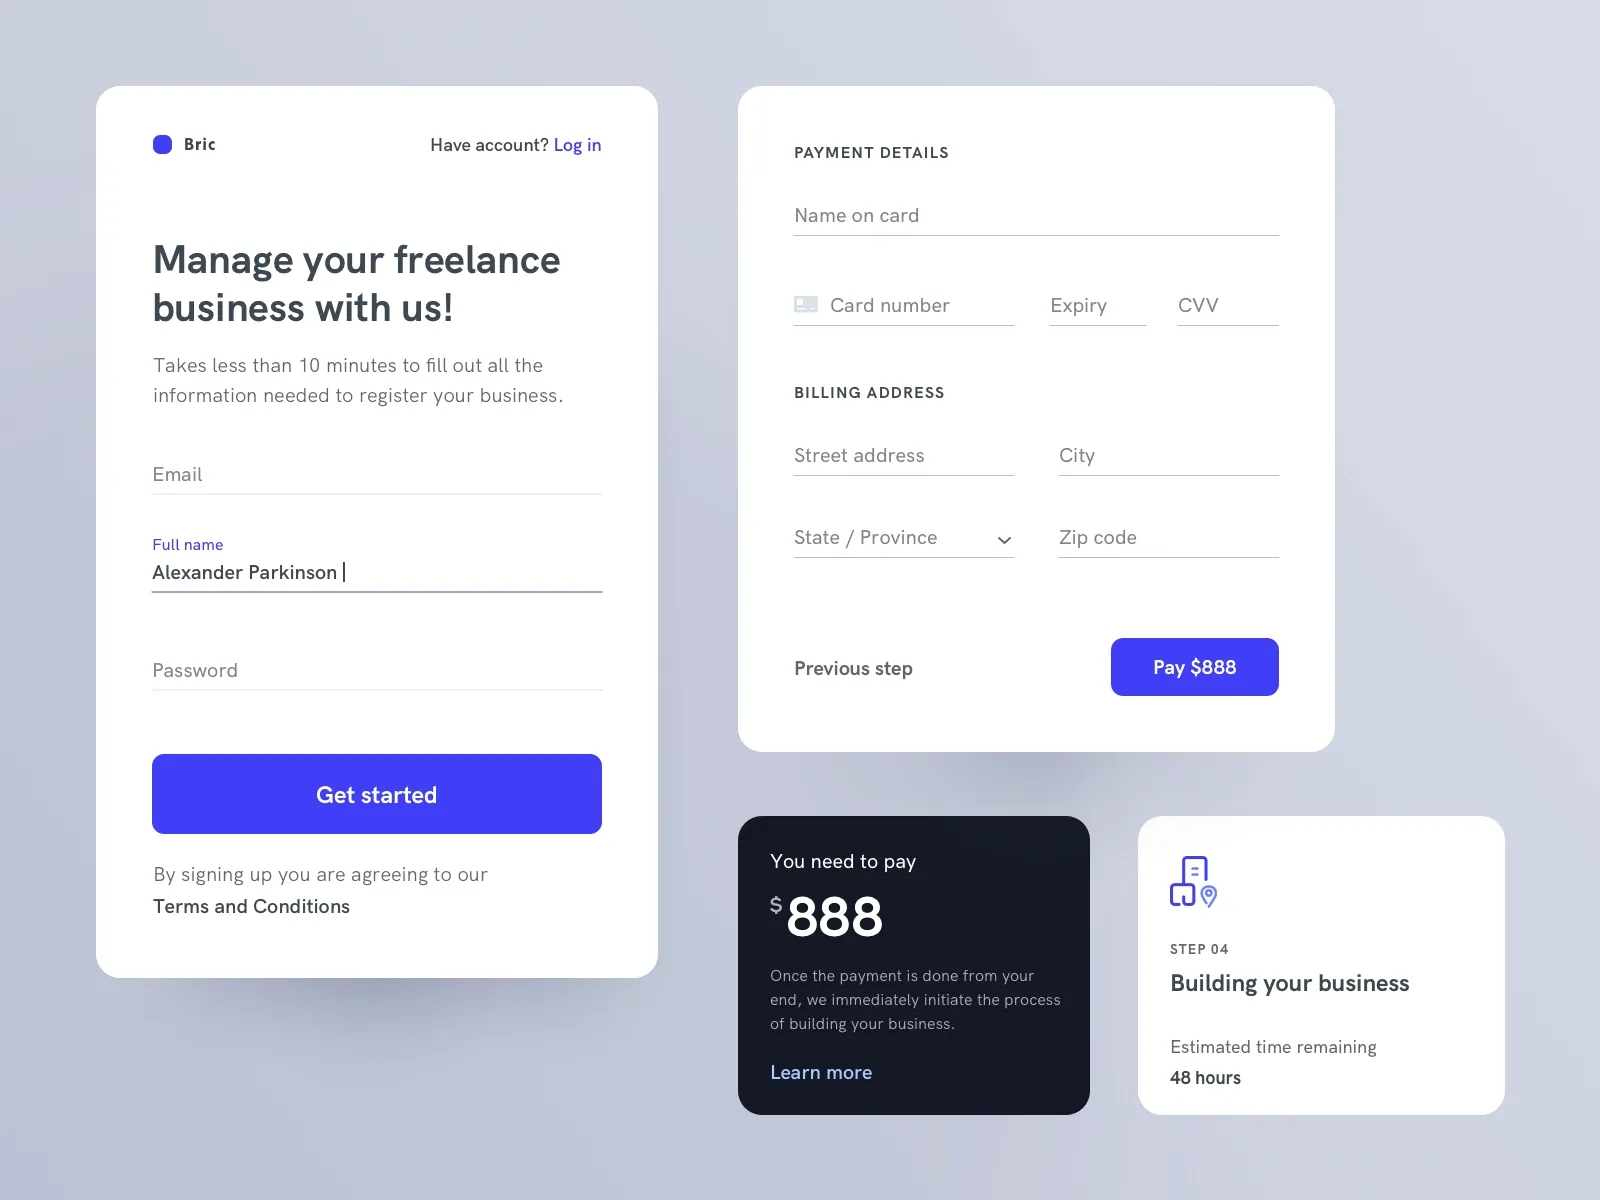 Bric
Have account? Log in
Manage your freelance
business with us!
Takes less than 10 minutes to fill out all the
information needed to register your business.
Email
Full name
Alexander Parkinson
Password
Get started
By signing up you are agreeing to our
Terms and Conditions
PAYMENT DETAILS
Name on card
Card number
Expiry
CVV
BILLING ADDRESS
Street address
City
State / Province
Zip code
Previous step
Pay $888
You need to pay
$888
Once the payment is done from your
end, we immediately initiate the process
of building your business.
Learn more
STEP 04
Building your business
Estimated time remaining
48 hours